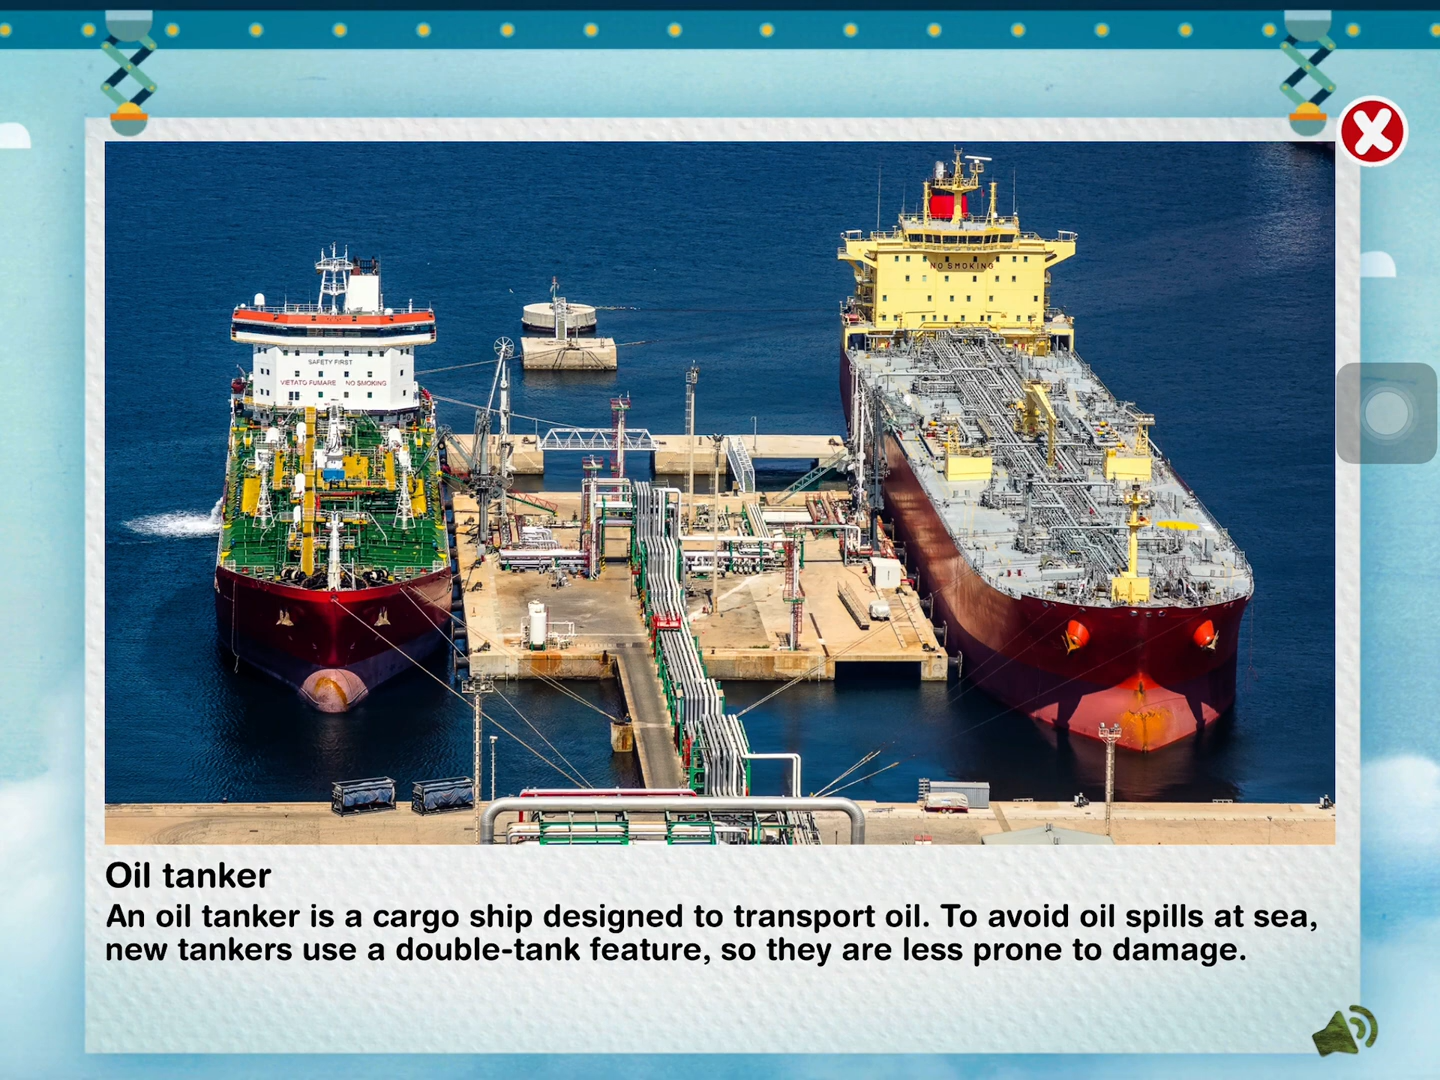 NO SMOKING
SAFETY FIRST
VIETATO FUMARE NO SMOKING
Oil tanker
An oil tanker is a cargo ship designed to transport oil. To avoid oil spills at sea,
new tankers use a double-tank feature, so they are less prone to damage.